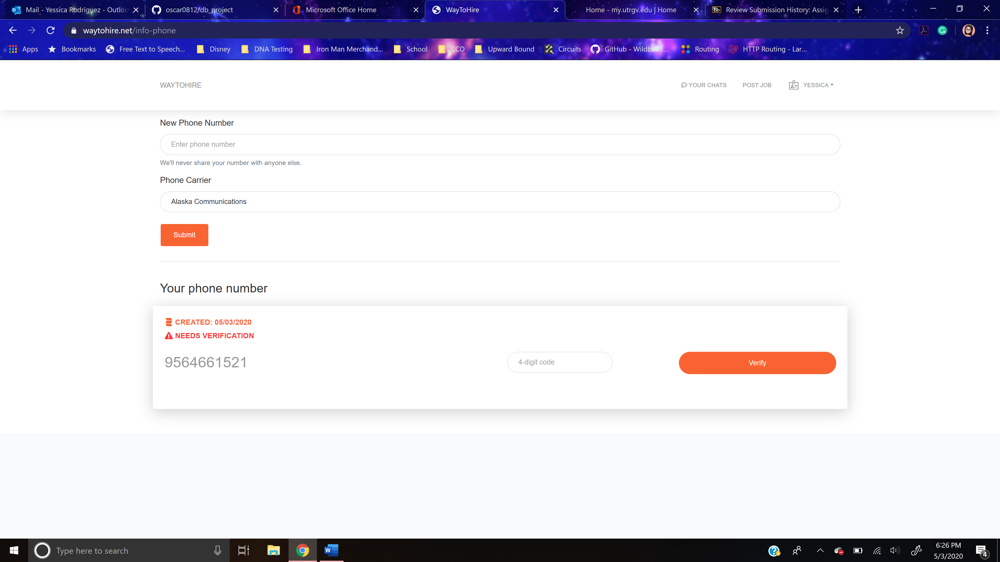 Mail - Yessica Rodriguez - Outloo
oscar0812/db_project
Microsoft Office Home
WayToHire
Home - my.utrgv.edu | Home
Bb Review Submission History: Assig
waytohire.net/info-phone
Apps
Bookmarks
Free Text to Speech...
Disney
DNA Testing
Iron Man Merchand...
School
CCD
Upward Bound
Circuits
GitHub - Wildbook...
Routing
HTTP Routing - Lar...
WAYTOHIRE
YOUR CHATS
POST JOB
YESSICA
New Phone Number
Enter phone number
We'll never share your number with anyone else.
Phone Carrier
Alaska Communications
Submit
Your phone number
CREATED: 05/03/2020
NEEDS VERIFICATION
9564661521
4-digit code
Verify
Type here to search
6:26 PM
5/3/2020
4